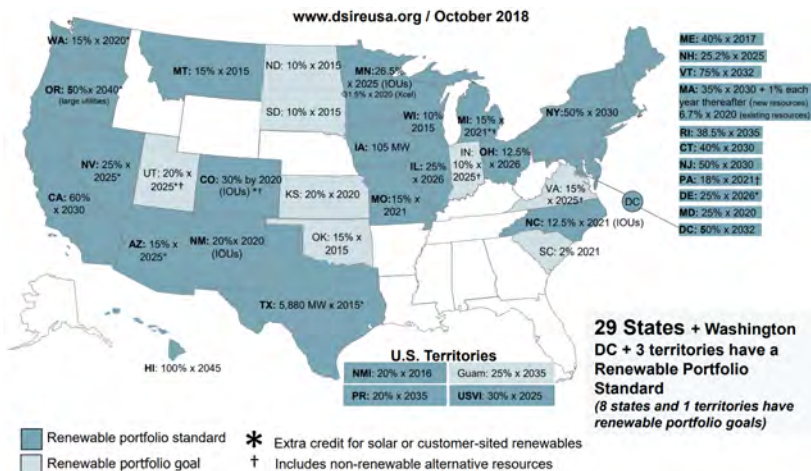 www.dsireusa.org / October 2018
WA: 15% x 2020*
OR: 50%x 2040*
(large utilities)
MT: 15% x 2015
ND: 10% x 2015
SD: 10% x 2015
MN:26.5%
x 2025 (IOUs)
31.5% x 2020 (Xcel)
WI: 10%
2015
MI: 15% x
2021*†
NY:50% x 2030
IA: 105 MW
NV: 25% x
2025*
UT: 20% x
2025*†
CO: 30% by 2020
(IOUs) *†
KS: 20% x 2020
MO:15% x
2021
IL: 25%
x 2026
IN:
10% x
2025†
OH: 12.5%
x 2026
VA: 15%
x 2025†
DC
CA: 60%
x 2030
AZ: 15% x
2025*
NM: 20%x 2020
(IOUs)
OK: 15% x
2015
NC: 12.5% x 2021 (IOUs)
SC: 2% 2021
TX: 5,880 MW x 2015*
HI: 100% x 2045
ME: 40% x 2017
NH: 25.2% x 2025
VT: 75% x 2032
MA: 35% x 2030 + 1% each
year thereafter (new resources)
6.7% x 2020 (existing resources)
RI: 38.5% x 2035
CT: 40% x 2030
NJ: 50% x 2030
PA: 18% x 2021†
DE: 25% x 2026*
MD: 25% x 2020
DC: 50% x 2032
U.S. Territories
NMI: 20% x 2016
Guam: 25% x 2035
PR: 20% x 2035
USVI: 30% x 2025
29 States + Washington
DC + 3 territories have a
Renewable Portfolio
Standard
(8 states and 1 territories have
renewable portfolio goals)
Renewable portfolio standard
Renewable portfolio goal
* Extra credit for solar or customer-sited renewables
† Includes non-renewable alternative resources